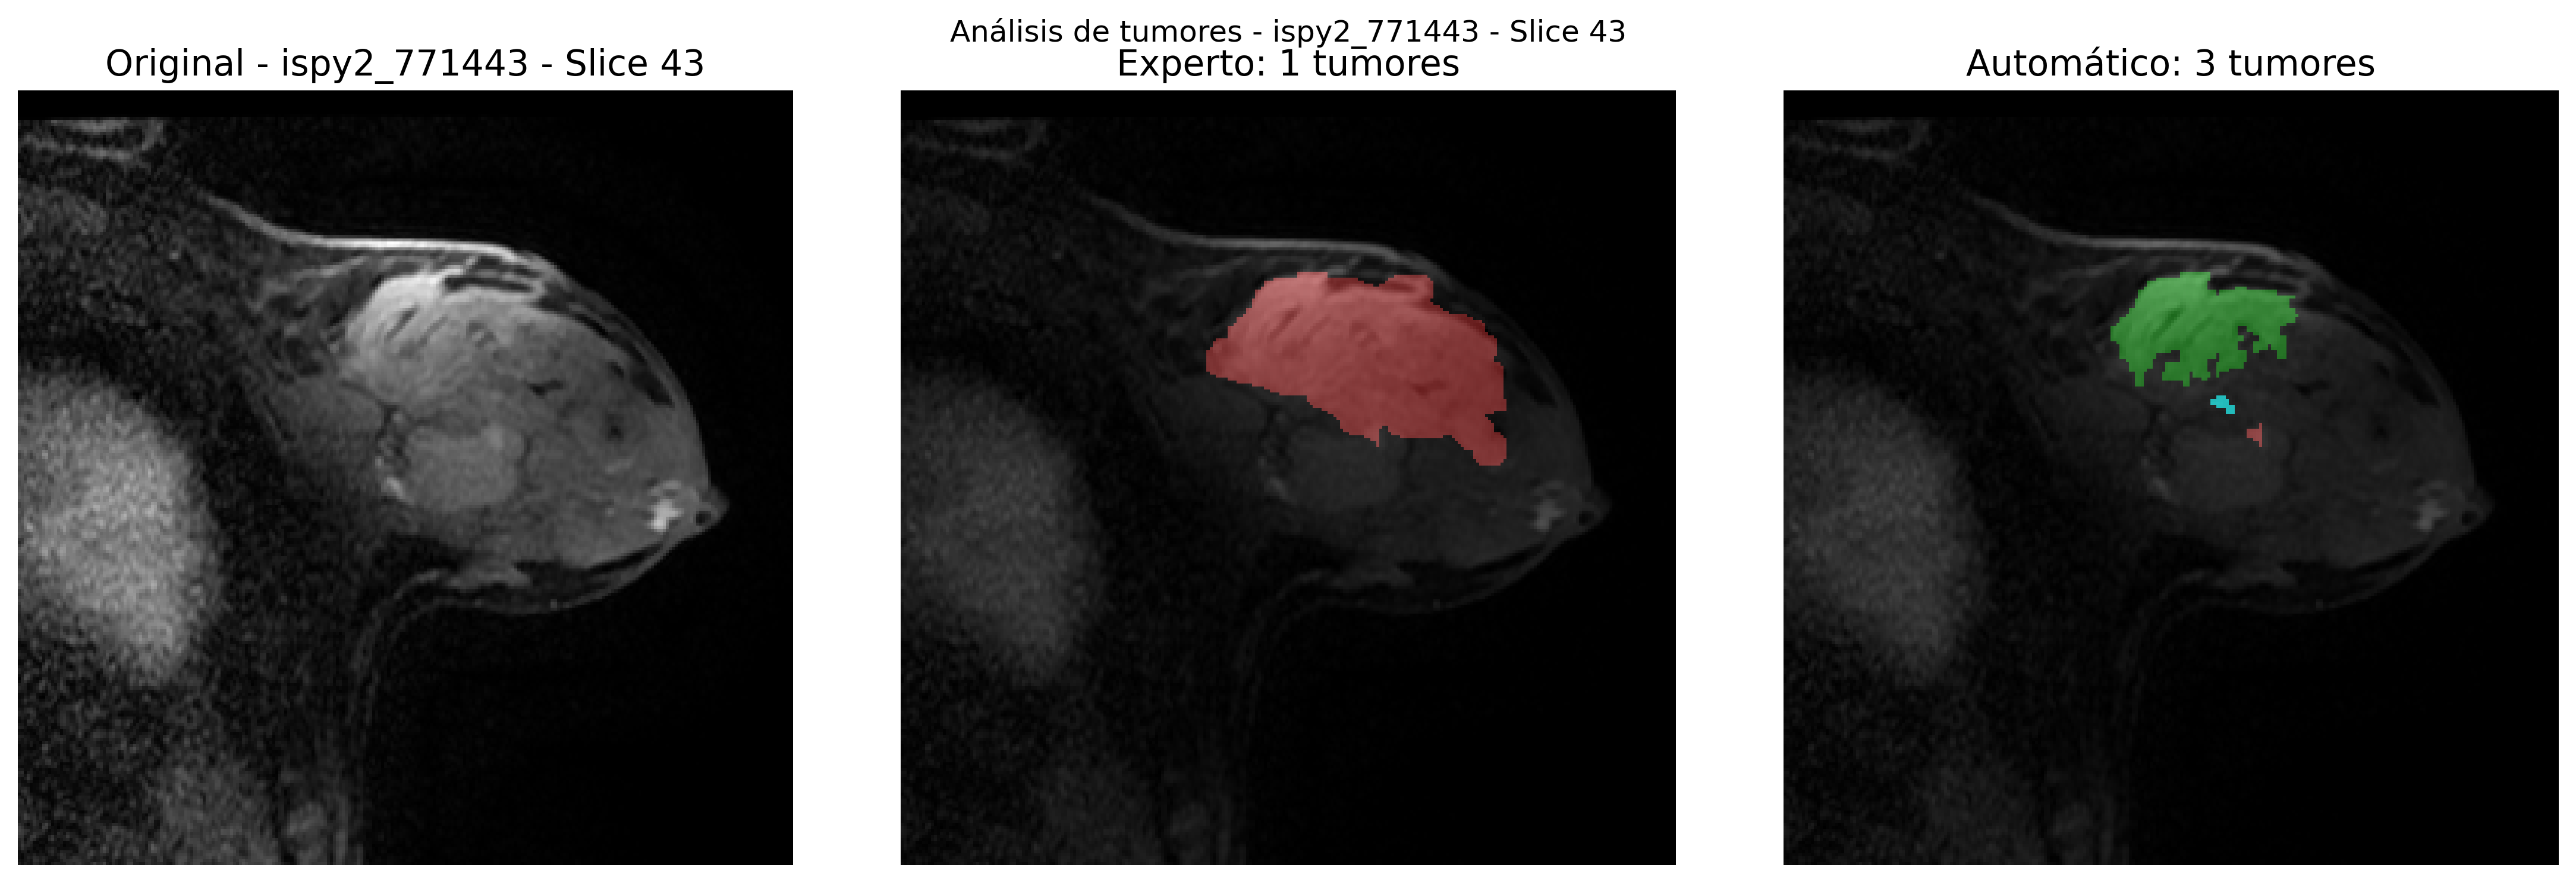 Análisis de tumores - ispy2_771443 - Slice 43
Original - ispy2_771443 - Slice 43
Experto: 1 tumores
Automático: 3 tumores